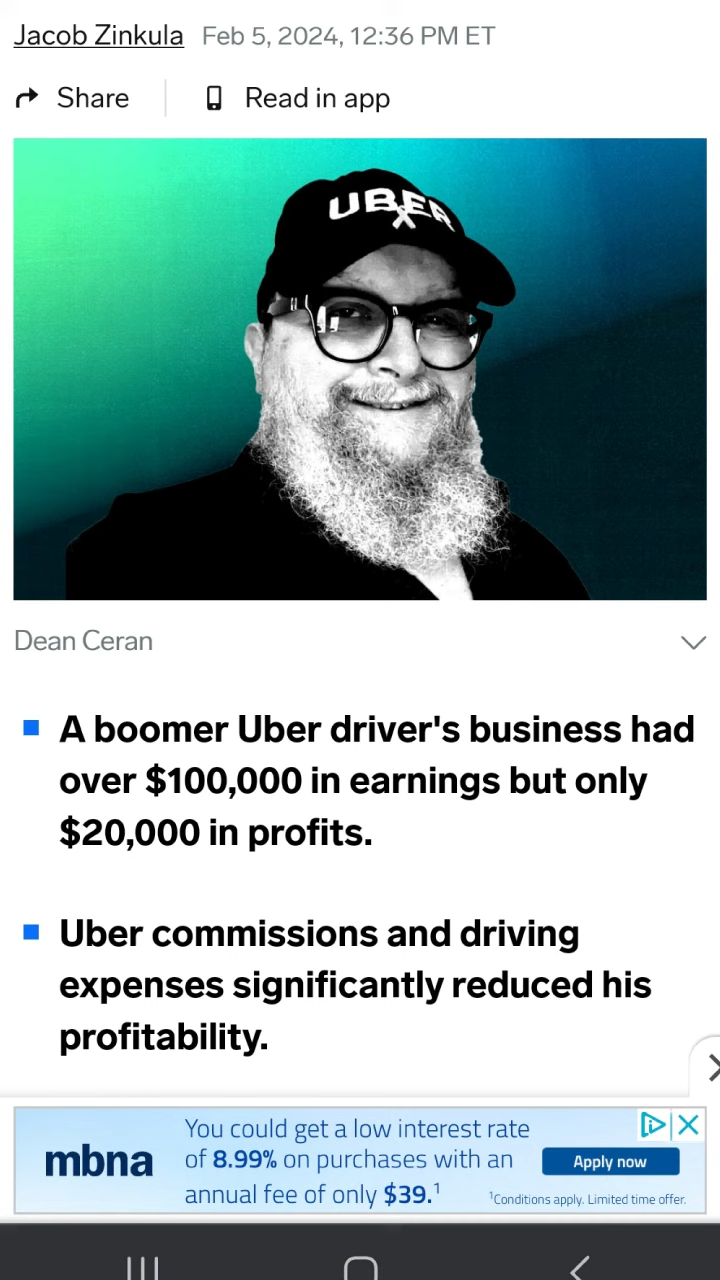 Jacob Zinkula Feb 5, 2024, 12:36 PM ET
Share Read in app
UBER
Dean Ceran
A boomer Uber driver's business had
over $100,000 in earnings but only
$20,000 in profits.
Uber commissions and driving
expenses significantly reduced his
profitability.
mbna
You could get a low interest rate
of 8.99% on purchases with an
annual fee of only $39.¹
Apply now
¹Conditions apply. Limited time offer.